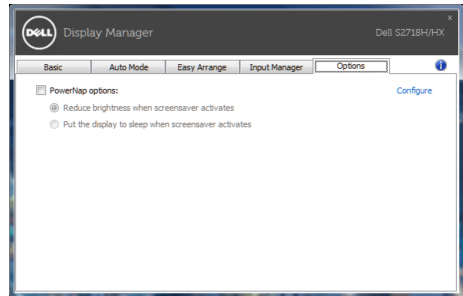 DELL Display Manager
Dell S2718H/HX
Basic Auto Mode Easy Arrange Input Manager Options
PowerNap options:
Configure
Reduce brightness when screensaver activates
Put the display to sleep when screensaver activates